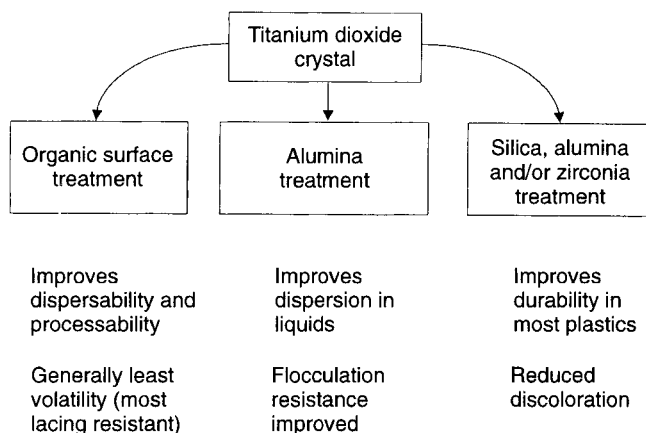 Titanium dioxide
crystal
Organic surface
treatment
Alumina
treatment
Silica, alumina
and/or zirconia
treatment
Improves
dispersability and
processability
Improves
dispersion in
liquids
Improves
durability in
most plastics
Generally least
volatility (most
lacing resistant)
Flocculation
resistance
improved
Reduced
discoloration